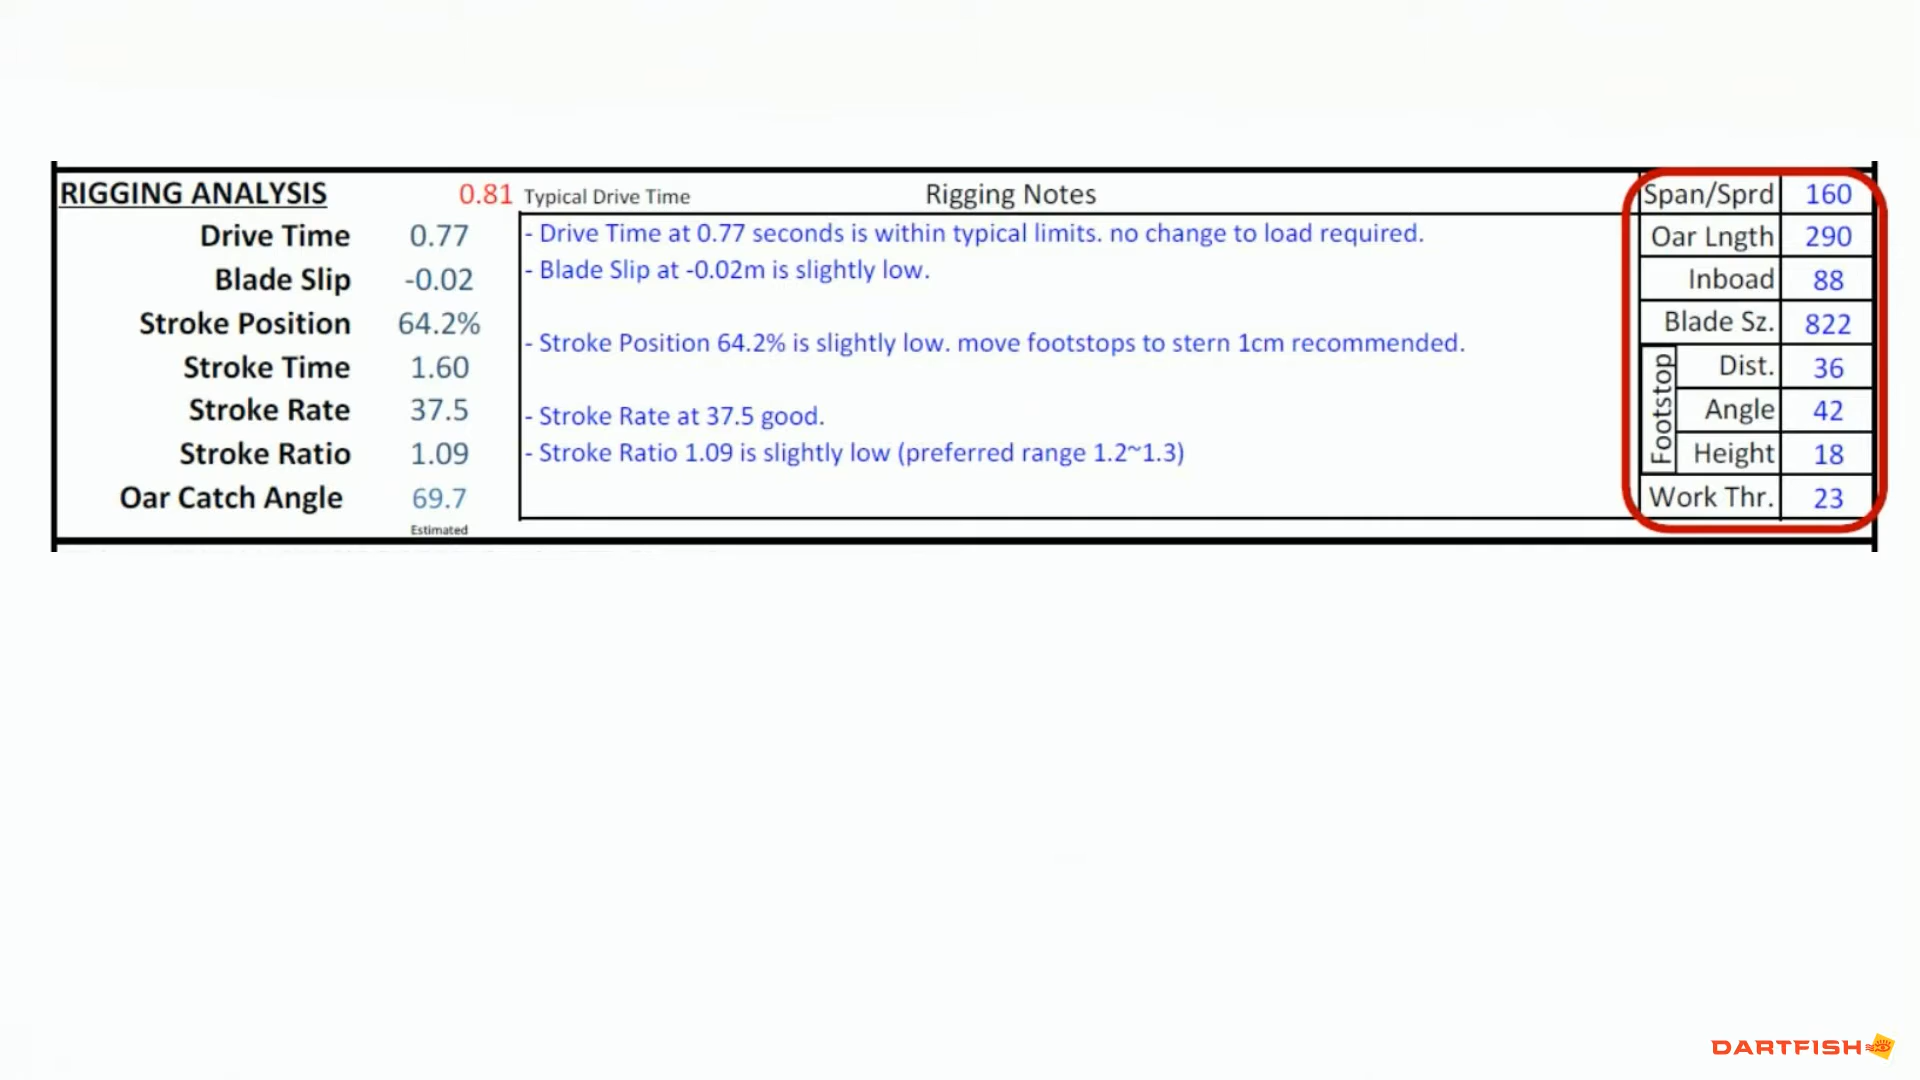 RIGGING ANALYSIS 0.81 Typical Drive Time Rigging Notes Span/Sprd 160
Drive Time 0.77 - Drive Time at 0.77 seconds is within typical limits. no change to load required. Oar Lngth 290
Blade Slip -0.02 - Blade Slip at -0.02m is slightly low. Inboad 88
Stroke Position 64.2% - Stroke Position 64.2% is slightly low. move footstops to stern 1cm recommended. Blade Sz. 822
Stroke Time 1.60 Footstop Dist. 36
Stroke Rate 37.5 - Stroke Rate at 37.5 good. Angle 42
Stroke Ratio 1.09 - Stroke Ratio 1.09 is slightly low (preferred range 1.2~1.3) Height 18
Oar Catch Angle 69.7 Work Thr. 23
Estimated
DARTFISH